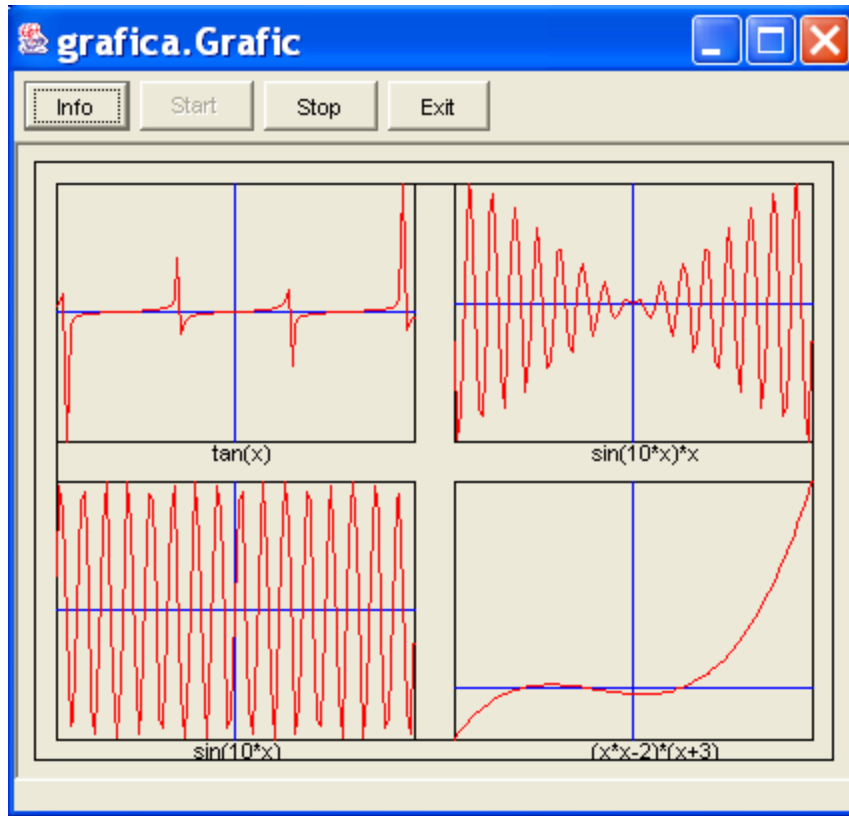 grafica.Grafic
Info Start Stop Exit
tan(x) sin(10*x)*x
sin(10*x) (x*x-2)*(x+3)